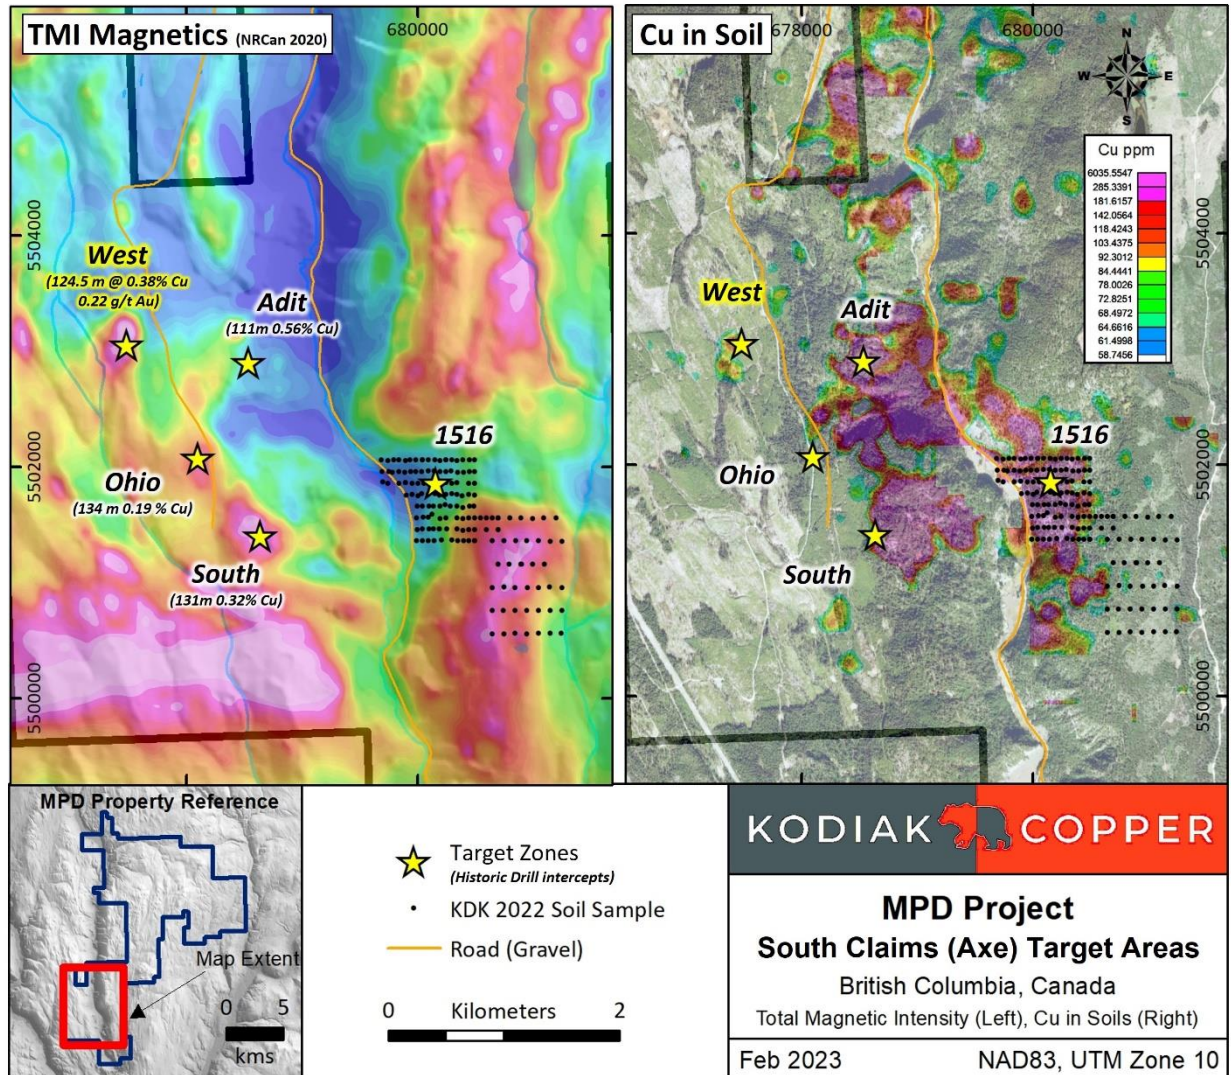 TMI Magnetics (NRCan 2020)
680000
5504000
5502000
5500000
West
(124.5 m @ 0.38% Cu
0.22 g/t Au)
Adit
(111m 0.56% Cu)
1516
Ohio
(134 m 0.19 % Cu)
South
(131m 0.32% Cu)
Cu in Soil
678000
680000
N
W
E
S
Cu ppm
6035.5547
285.3391
181.6157
142.0564
118.4243
103.4375
92.3012
84.4441
78.0026
72.8251
68.4972
64.6616
61.4998
58.7456
5504000
5502000
5500000
West
Adit
1516
Ohio
South
MPD Property Reference
Map Extent
0 5
kms
Target Zones
(Historic Drill intercepts)
KDK 2022 Soil Sample
Road (Gravel)
0 Kilometers 2
KODIAK COPPER
MPD Project
South Claims (Axe) Target Areas
British Columbia, Canada
Total Magnetic Intensity (Left), Cu in Soils (Right)
Feb 2023 NAD83, UTM Zone 10